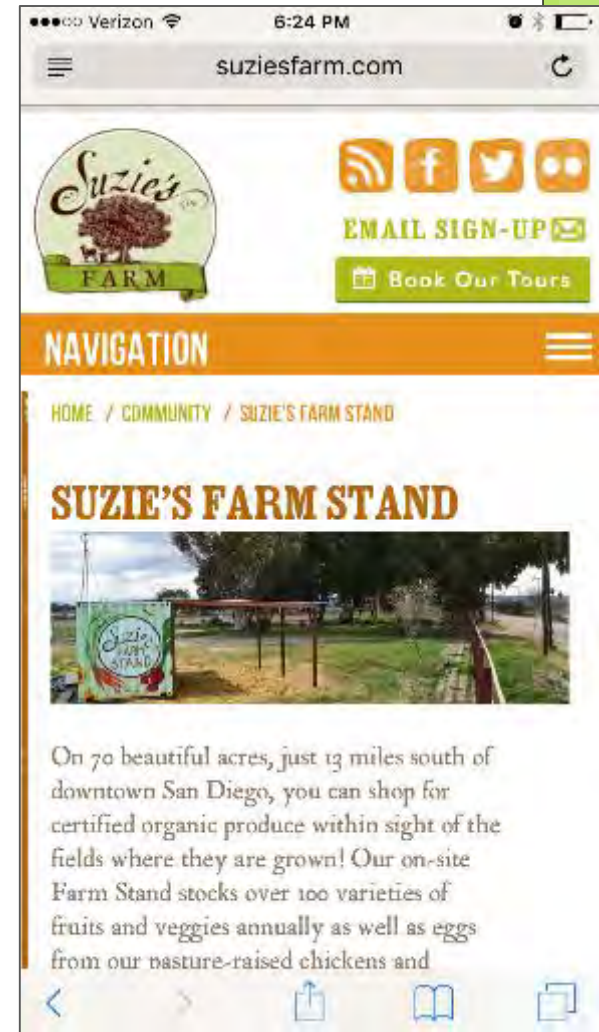 Verizon 6:24 PM
suziesfarm.com
Suzie's
FARM
EMAIL SIGN-UP
Book Our Tours
NAVIGATION
HOME / COMMUNITY / SUZIE'S FARM STAND
SUZIE'S FARM STAND
Suzie's
FARM
STAND
On 70 beautiful acres, just 13 miles south of
downtown San Diego, you can shop for
certified organic produce within sight of the
fields where they are grown! Our on-site
Farm Stand stocks over 100 varieties of
fruits and veggies annually as well as eggs
from our pasture-raised chickens and